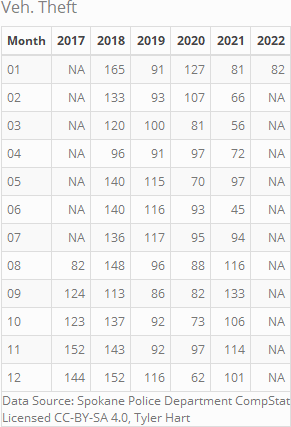 Veh. Theft
Month 2017 2018 2019 2020 2021 2022
01 NA 165 91 127 81 82
02 NA 133 93 107 66 NA
03 NA 120 100 81 56 NA
04 NA 96 91 97 72 NA
05 NA 140 115 70 97 NA
06 NA 140 116 93 45 NA
07 NA 136 117 95 94 NA
08 82 148 96 88 116 NA
09 124 113 86 82 133 NA
10 123 137 92 73 106 NA
11 152 143 92 97 114 NA
12 144 152 116 62 101 NA
Data Source: Spokane Police Department CompStat
Licensed CC-BY-SA 4.0, Tyler Hart